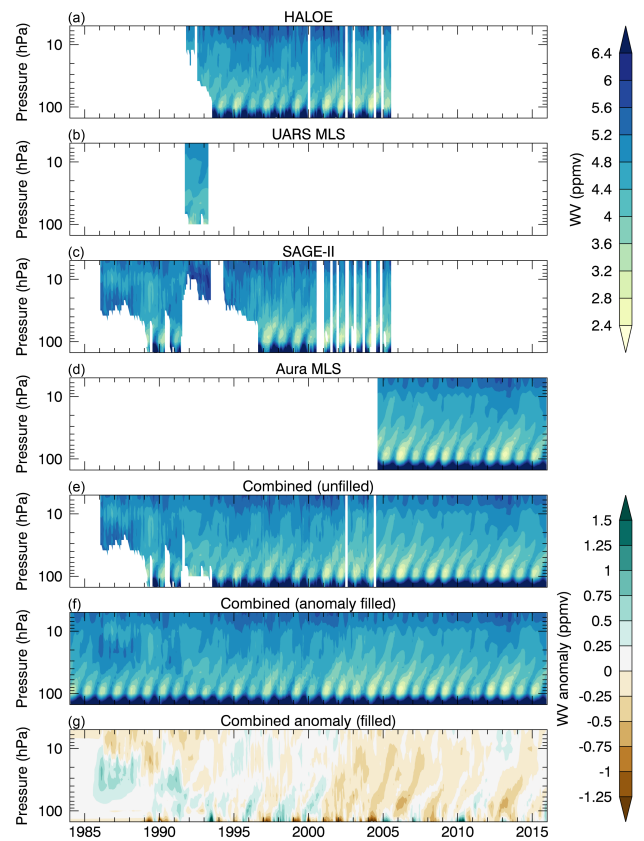 (a) HALOE
Pressure (hPa)
10
100
(b) UARS MLS
Pressure (hPa)
10
100
(c) SAGE-II
Pressure (hPa)
10
100
(d) Aura MLS
Pressure (hPa)
10
100
(e) Combined (unfilled)
Pressure (hPa)
10
100
(f) Combined (anomaly filled)
Pressure (hPa)
10
100
(g) Combined anomaly (filled)
Pressure (hPa)
10
100
1985 1990 1995 2000 2005 2010 2015
WV (ppmv)
6.4
6
5.6
5.2
4.8
4.4
4
3.6
3.2
2.8
2.4
WV anomaly (ppmv)
1.5
1.25
1
0.75
0.5
0.25
0
-0.25
-0.5
-0.75
-1
-1.25